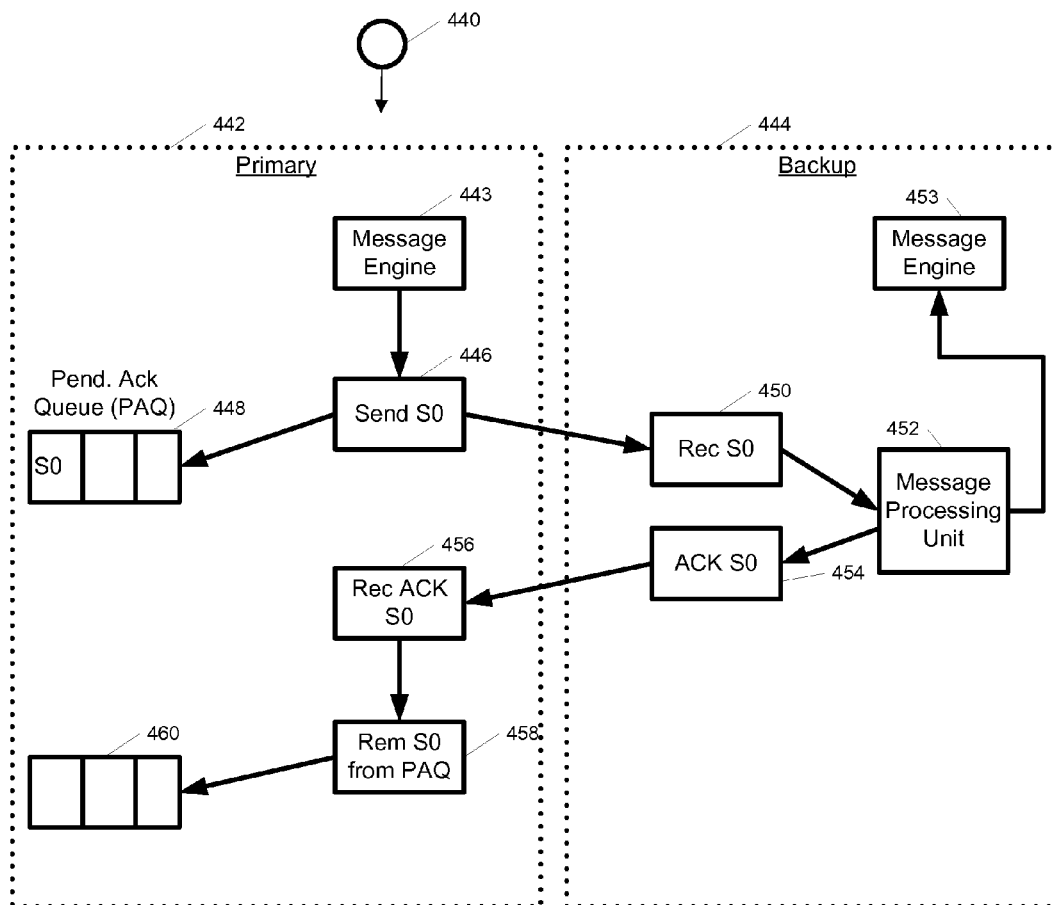 440
442
444
Primary
Backup
443
453
Message
Engine
Message
Engine
446
Pend. Ack
Queue (PAQ)
448
Send S0
450
452
S0
Rec S0
Message
Processing
Unit
456
ACK S0
454
Rec ACK
S0
460
Rem S0
from PAQ
458